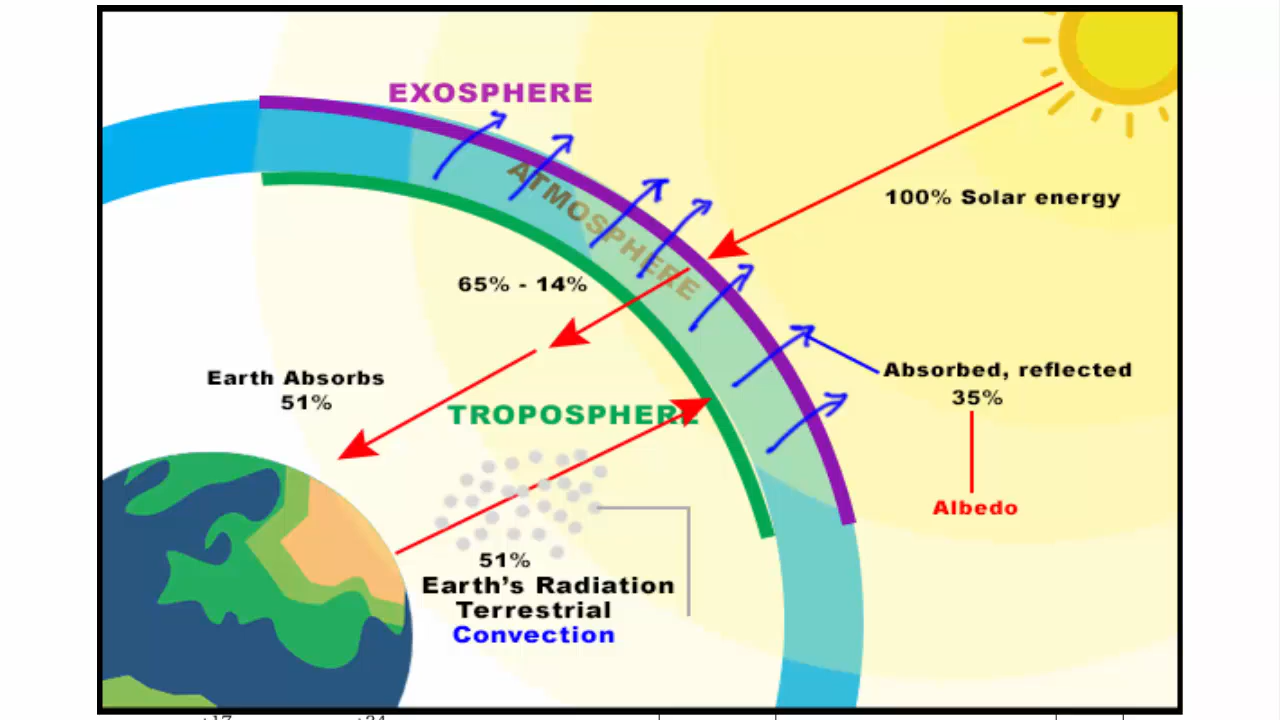 EXOSPHERE
ATMOSPHERE
100% Solar energy
65% - 14%
Absorbed, reflected
35%
Earth Absorbs
51%
TROPOSPHERE
Albedo
51%
Earth's Radiation
Terrestrial
Convection